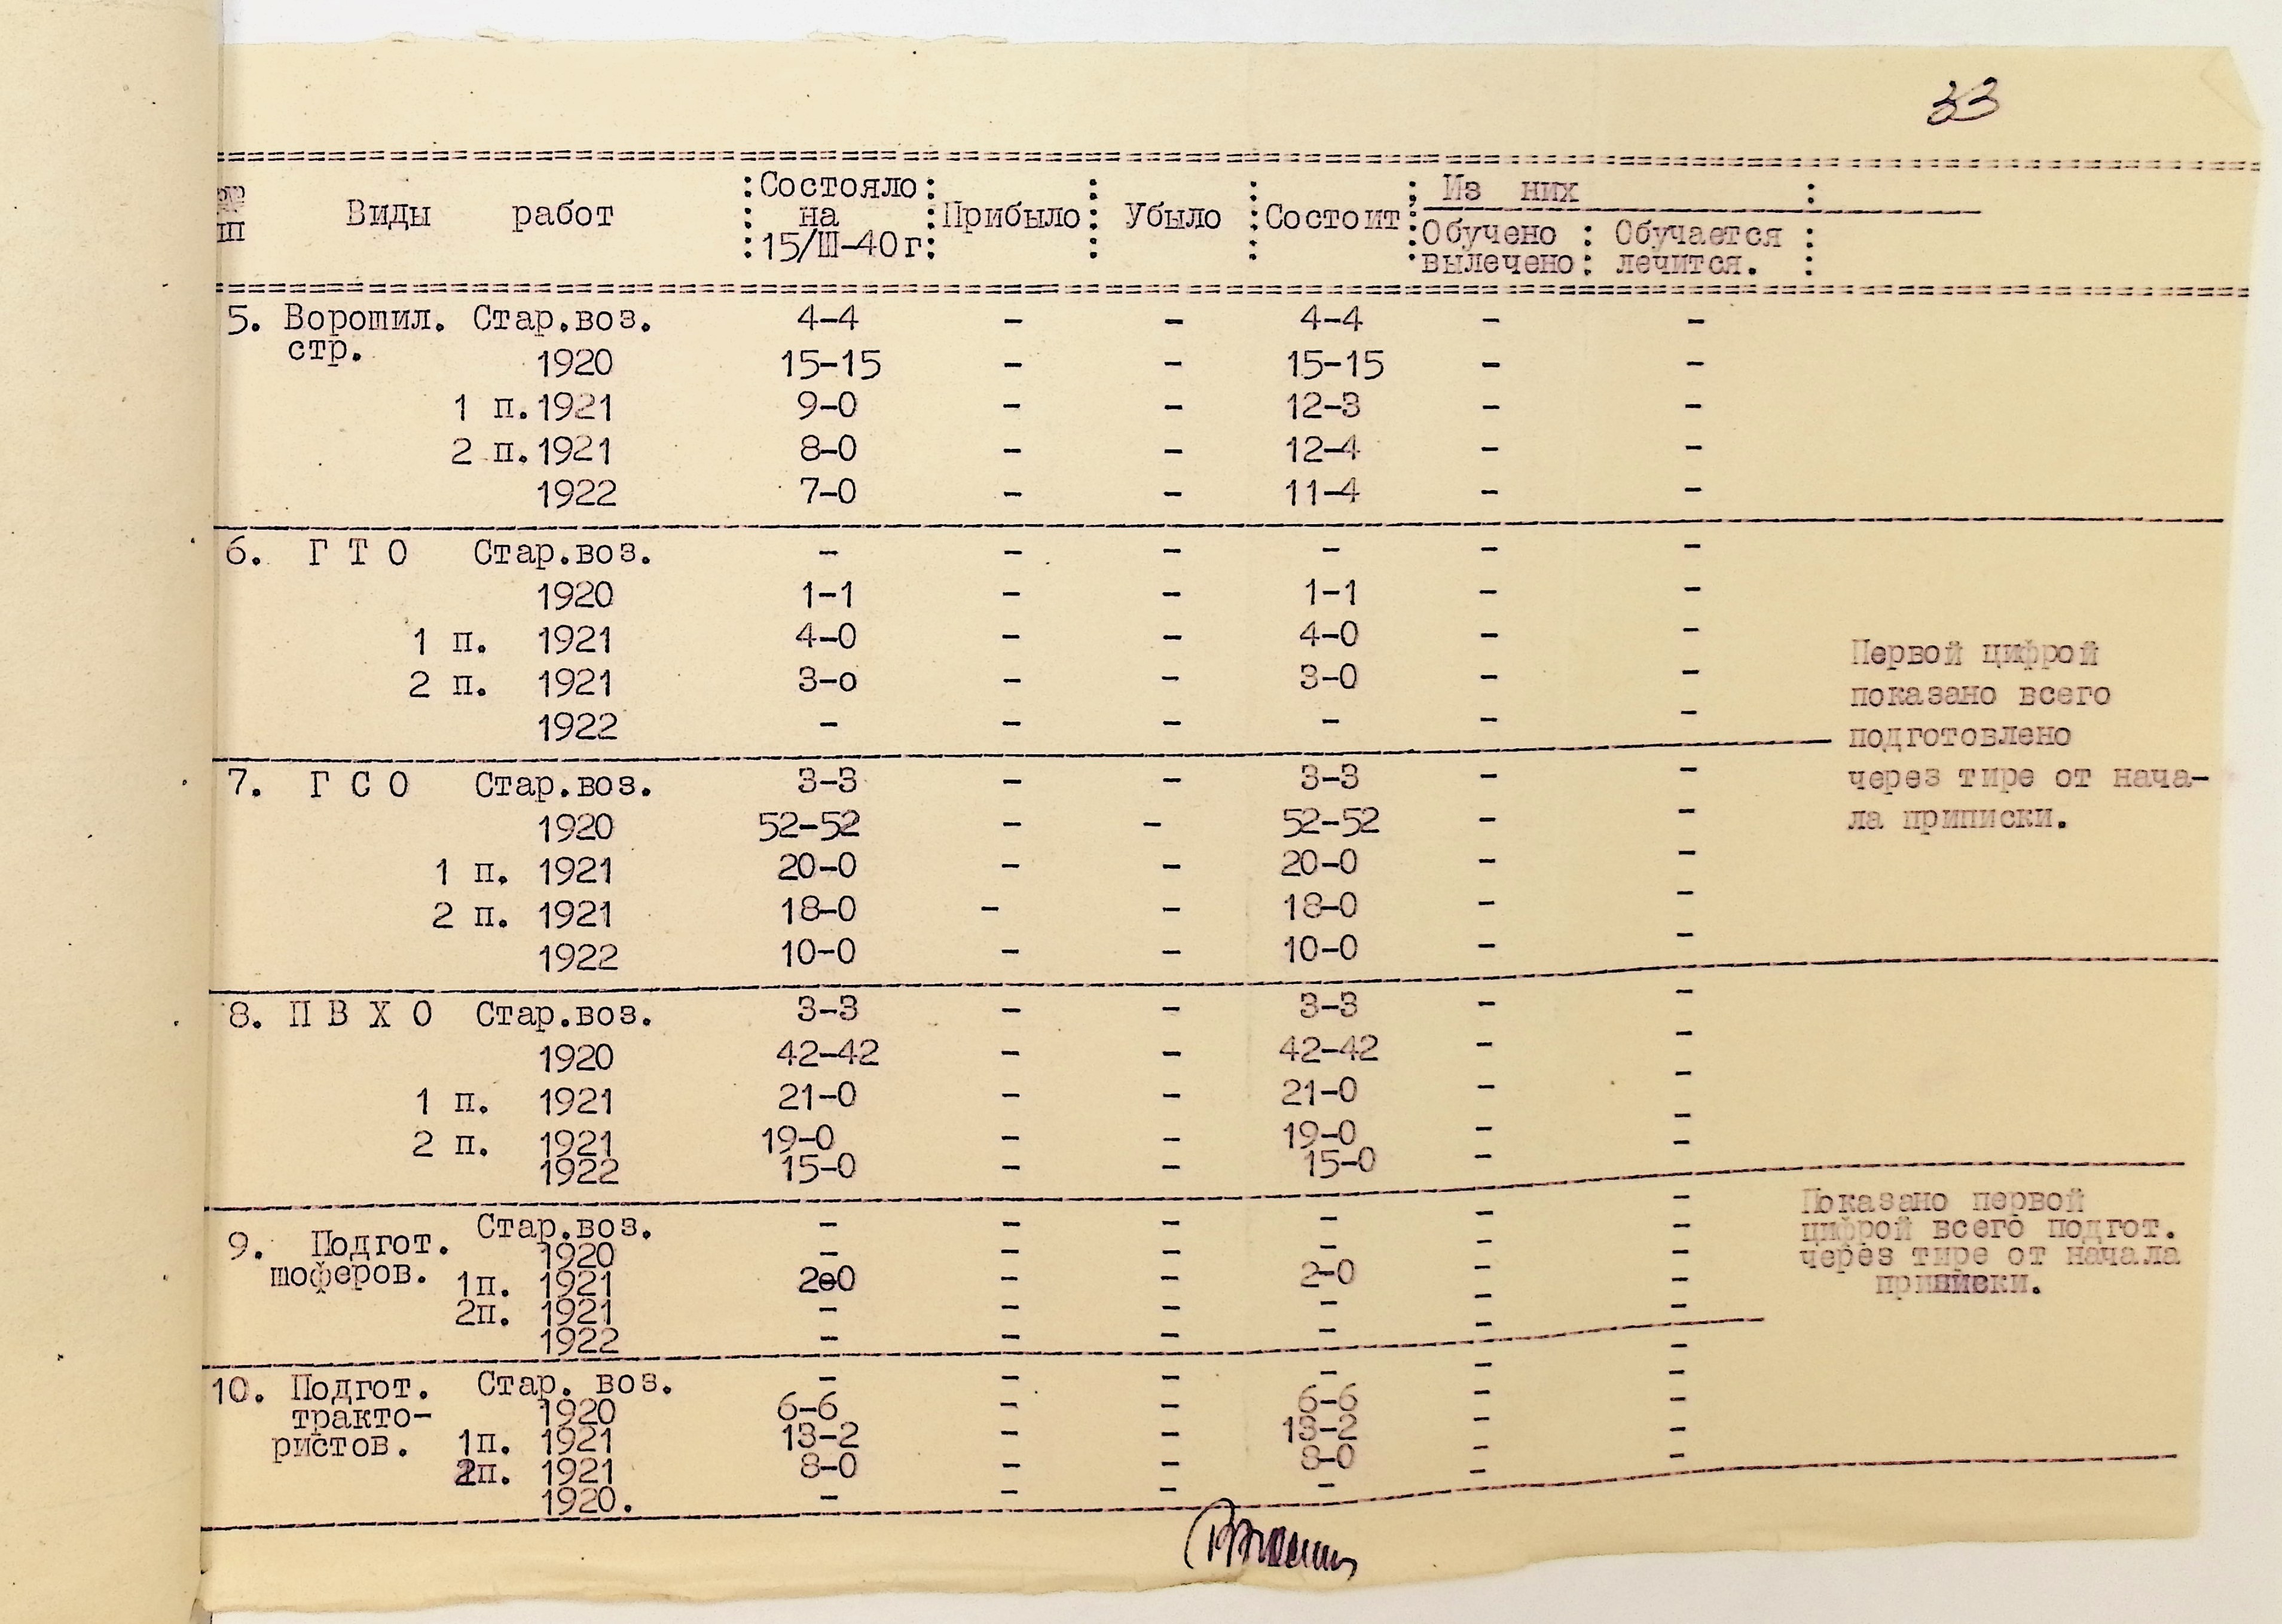 33
№№ Виды работ :Состояло: Прибыло: Убыло :Состоит: Из них :
пп : на :
:15/Ш-40г: :Обучено : Обучается :
:вылечено: лечится. :
5. Ворошил. Стар.воз. 4-4 - - 4-4 - -
стр. 1920 15-15 - - 15-15 - -
1 п.1921 9-0 - - 12-3 - -
2 п.1921 8-0 - - 12-4 - -
1922 7-0 - - 11-4 - -
6. Г Т О Стар.воз. - - - - - -
1920 1-1 - - 1-1 - -
1 п. 1921 4-0 - - 4-0 - -
2 п. 1921 3-о - - 3-0 - -
1922 - - - - - -
Первой цифрой
показано всего
подготовлено
через тире от нача-
ла приписки.
7. Г С О Стар.воз. 3-3 - - 3-3 - -
1920 52-52 - - 52-52 - -
1 п. 1921 20-0 - - 20-0 - -
2 п. 1921 18-0 - - 18-0 - -
1922 10-0 - - 10-0 - -
8. П В Х О Стар.воз. 3-3 - - 3-3 - -
1920 42-42 - - 42-42 - -
1 п. 1921 21-0 - - 21-0 - -
2 п. 1921 19-0 - - 19-0 - -
1922 15-0 - - 15-0 - -
Стар.воз. - - - - - -
9. Подгот. 1920 - - - - - -
шоферов. 1п. 1921 2-0 - - 2-0 - -
2п. 1921 - - - - - -
1922 - - - - - -
Показано первой
цифрой всего подгот.
через тире от начала
приписки.
10. Подгот. Стар. воз. - - - - - -
тракто- 1920 6-6 - - 6-6 - -
ристов. 1п. 1921 13-2 - - 13-2 - -
2п. 1921 8-0 - - 8-0 - -
1920. - - - - - -